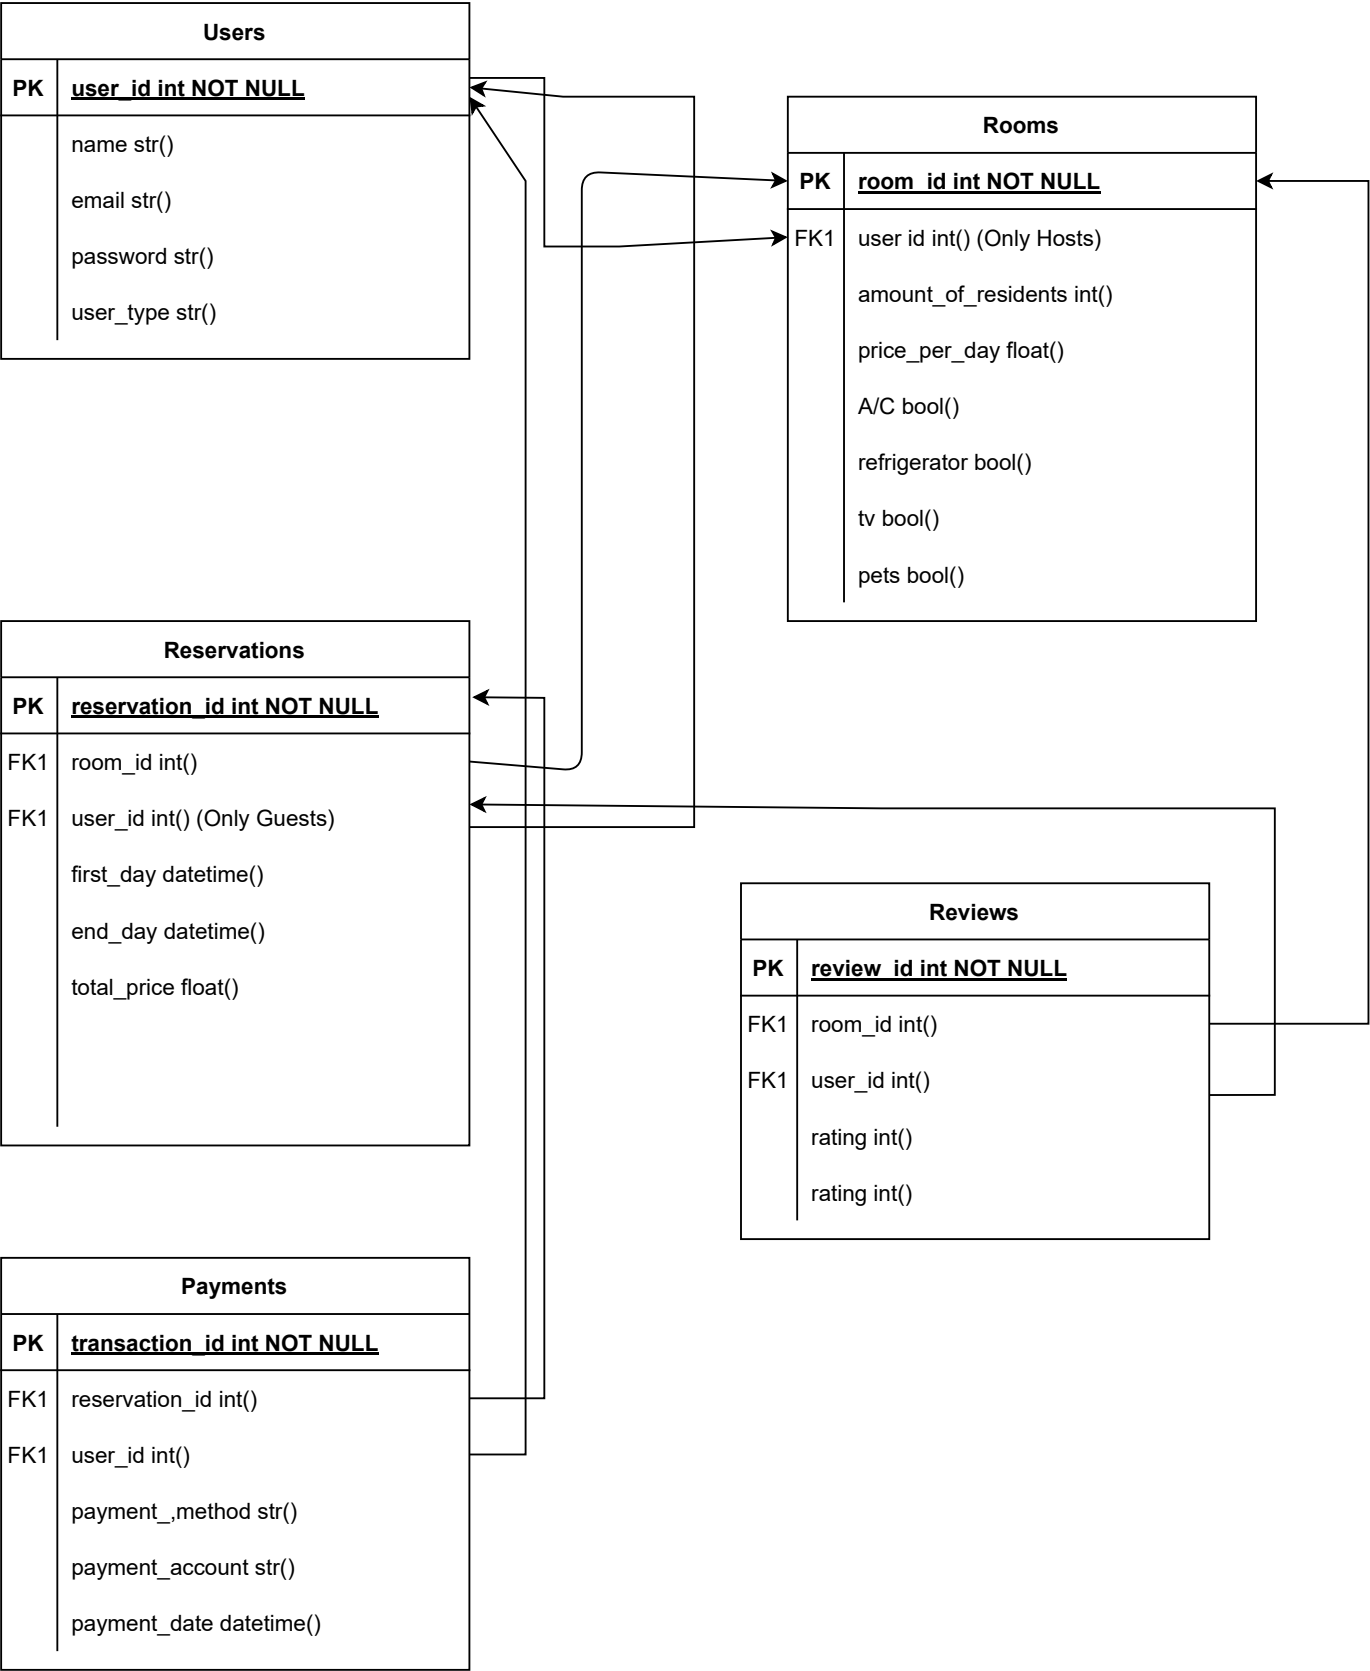 Users
PK user_id int NOT NULL
name str()
email str()
password str()
user_type str()
Rooms
PK room_id int NOT NULL
FK1 user id int() (Only Hosts)
amount_of_residents int()
price_per_day float()
A/C bool()
refrigerator bool()
tv bool()
pets bool()
Reservations
PK reservation_id int NOT NULL
FK1 room_id int()
FK1 user_id int() (Only Guests)
first_day datetime()
end_day datetime()
total_price float()
Reviews
PK review_id int NOT NULL
FK1 room_id int()
FK1 user_id int()
rating int()
rating int()
Payments
PK transaction_id int NOT NULL
FK1 reservation_id int()
FK1 user_id int()
payment_,method str()
payment_account str()
payment_date datetime()